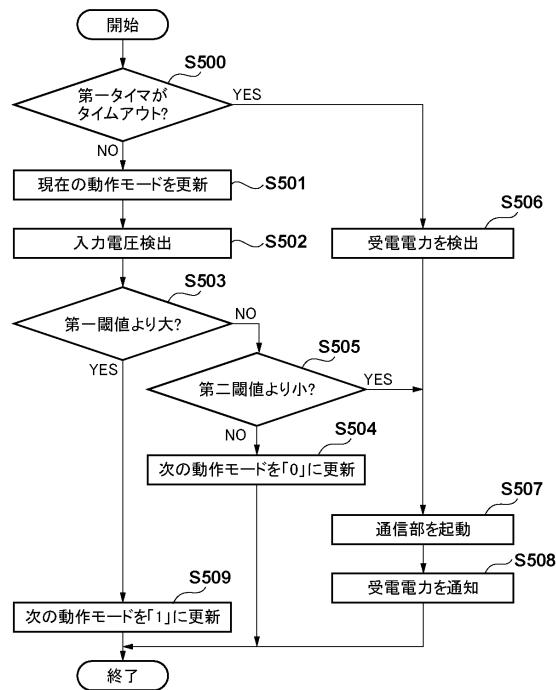 開始
S500
第一タイマが
タイムアウト?
YES
NO
現在の動作モードを更新
S501
S506
入力電圧検出
S502
受電電力を検出
S503
第一閾値より大?
NO
S505
YES
第二閾値より小?
YES
NO
S504
次の動作モードを「0」に更新
S507
通信部を起動
S508
受電電力を通知
S509
次の動作モードを「1」に更新
終了